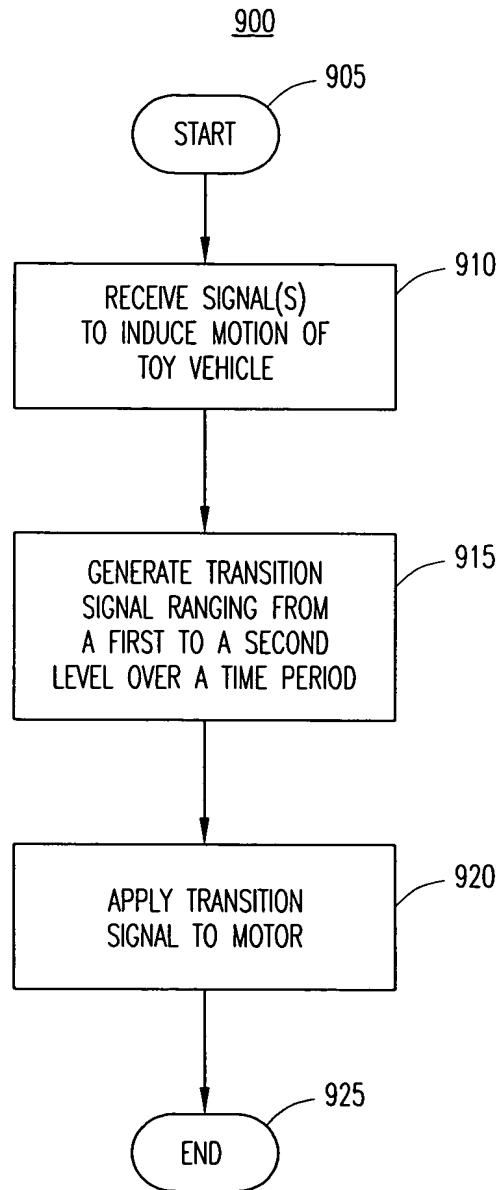 900
905
START
910
RECEIVE SIGNAL(S)
TO INDUCE MOTION OF
TOY VEHICLE
915
GENERATE TRANSITION
SIGNAL RANGING FROM
A FIRST TO A SECOND
LEVEL OVER A TIME PERIOD
920
APPLY TRANSITION
SIGNAL TO MOTOR
925
END